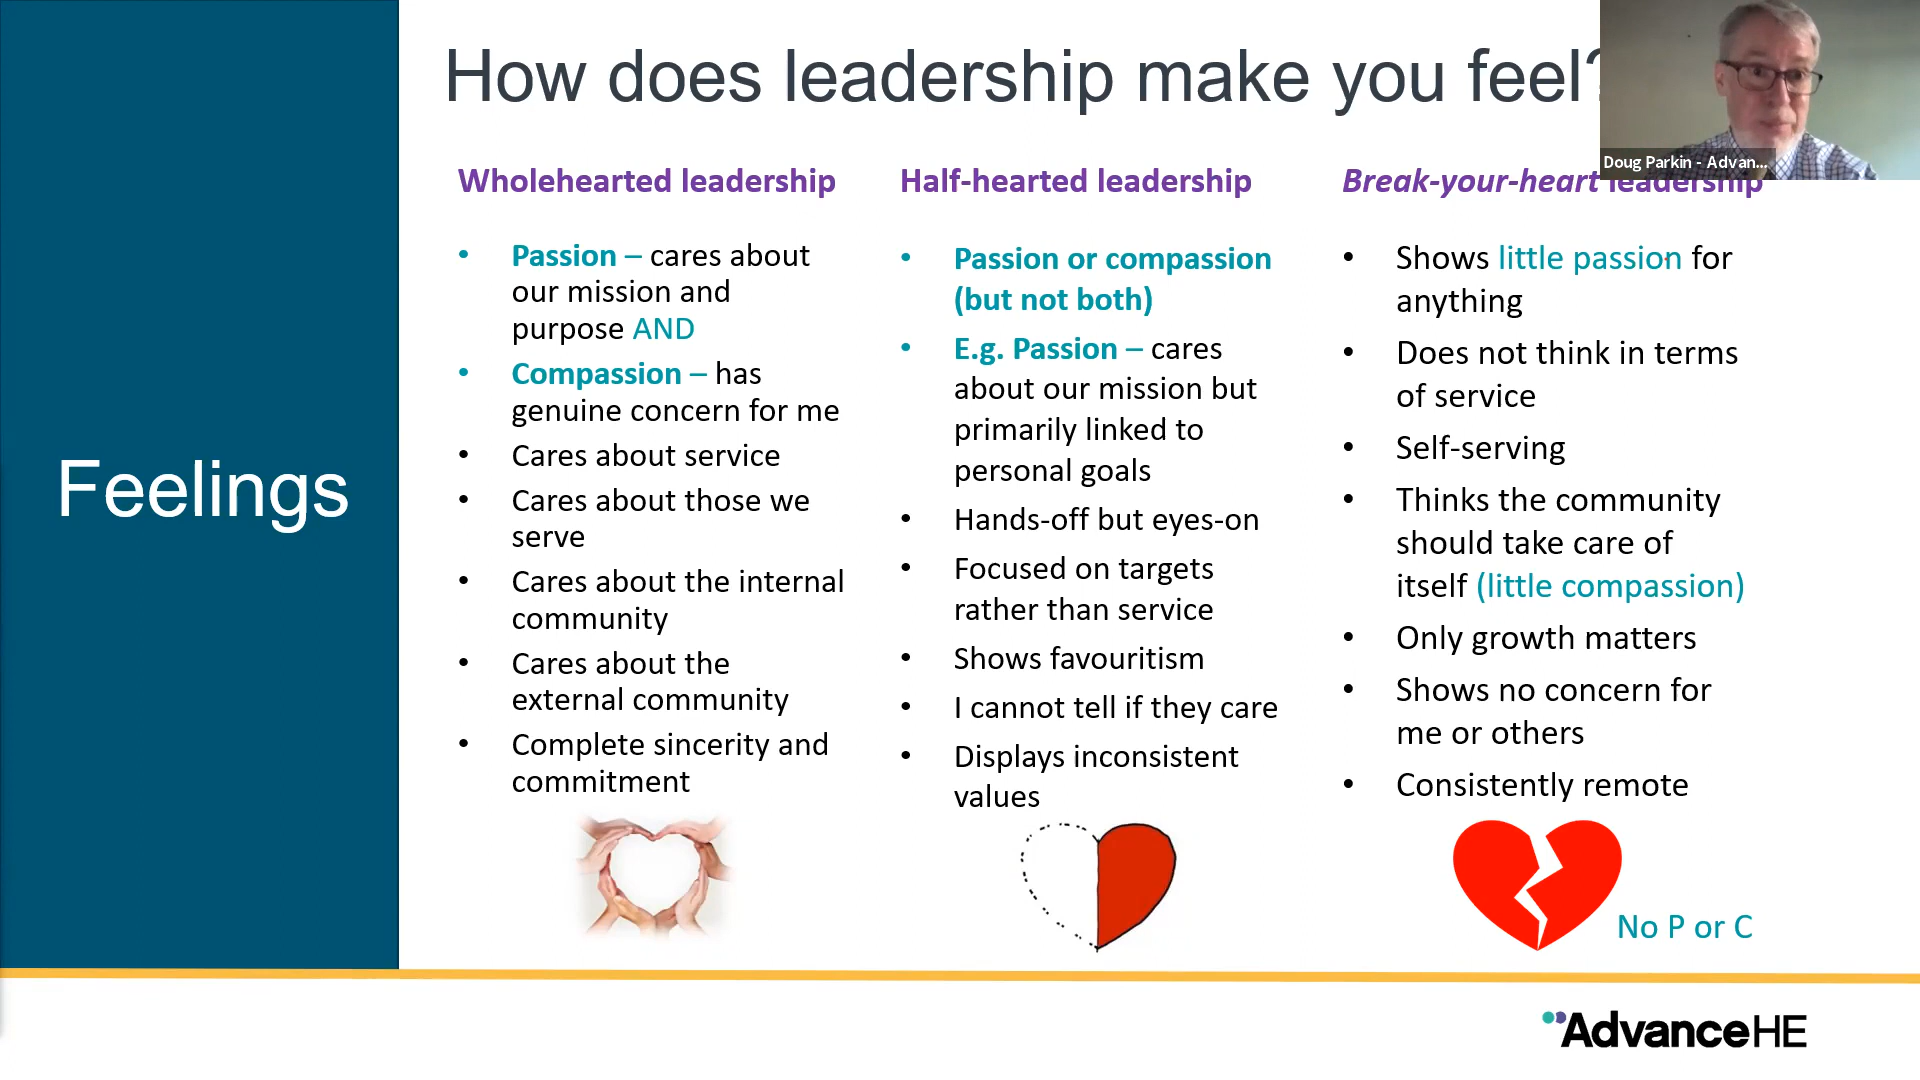 How does leadership make you feel?
Doug Parkin - Advan...
Feelings
Wholehearted leadership
• Passion – cares about
our mission and
purpose AND
• Compassion – has
genuine concern for me
• Cares about service
• Cares about those we
serve
• Cares about the internal
community
• Cares about the
external community
• Complete sincerity and
commitment
Half-hearted leadership
• Passion or compassion
(but not both)
• E.g. Passion – cares
about our mission but
primarily linked to
personal goals
• Hands-off but eyes-on
• Focused on targets
rather than service
• Shows favouritism
• I cannot tell if they care
• Displays inconsistent
values
Break-your-heart leadership
• Shows little passion for
anything
• Does not think in terms
of service
• Self-serving
• Thinks the community
should take care of
itself (little compassion)
• Only growth matters
• Shows no concern for
me or others
• Consistently remote
No P or C
AdvanceHE